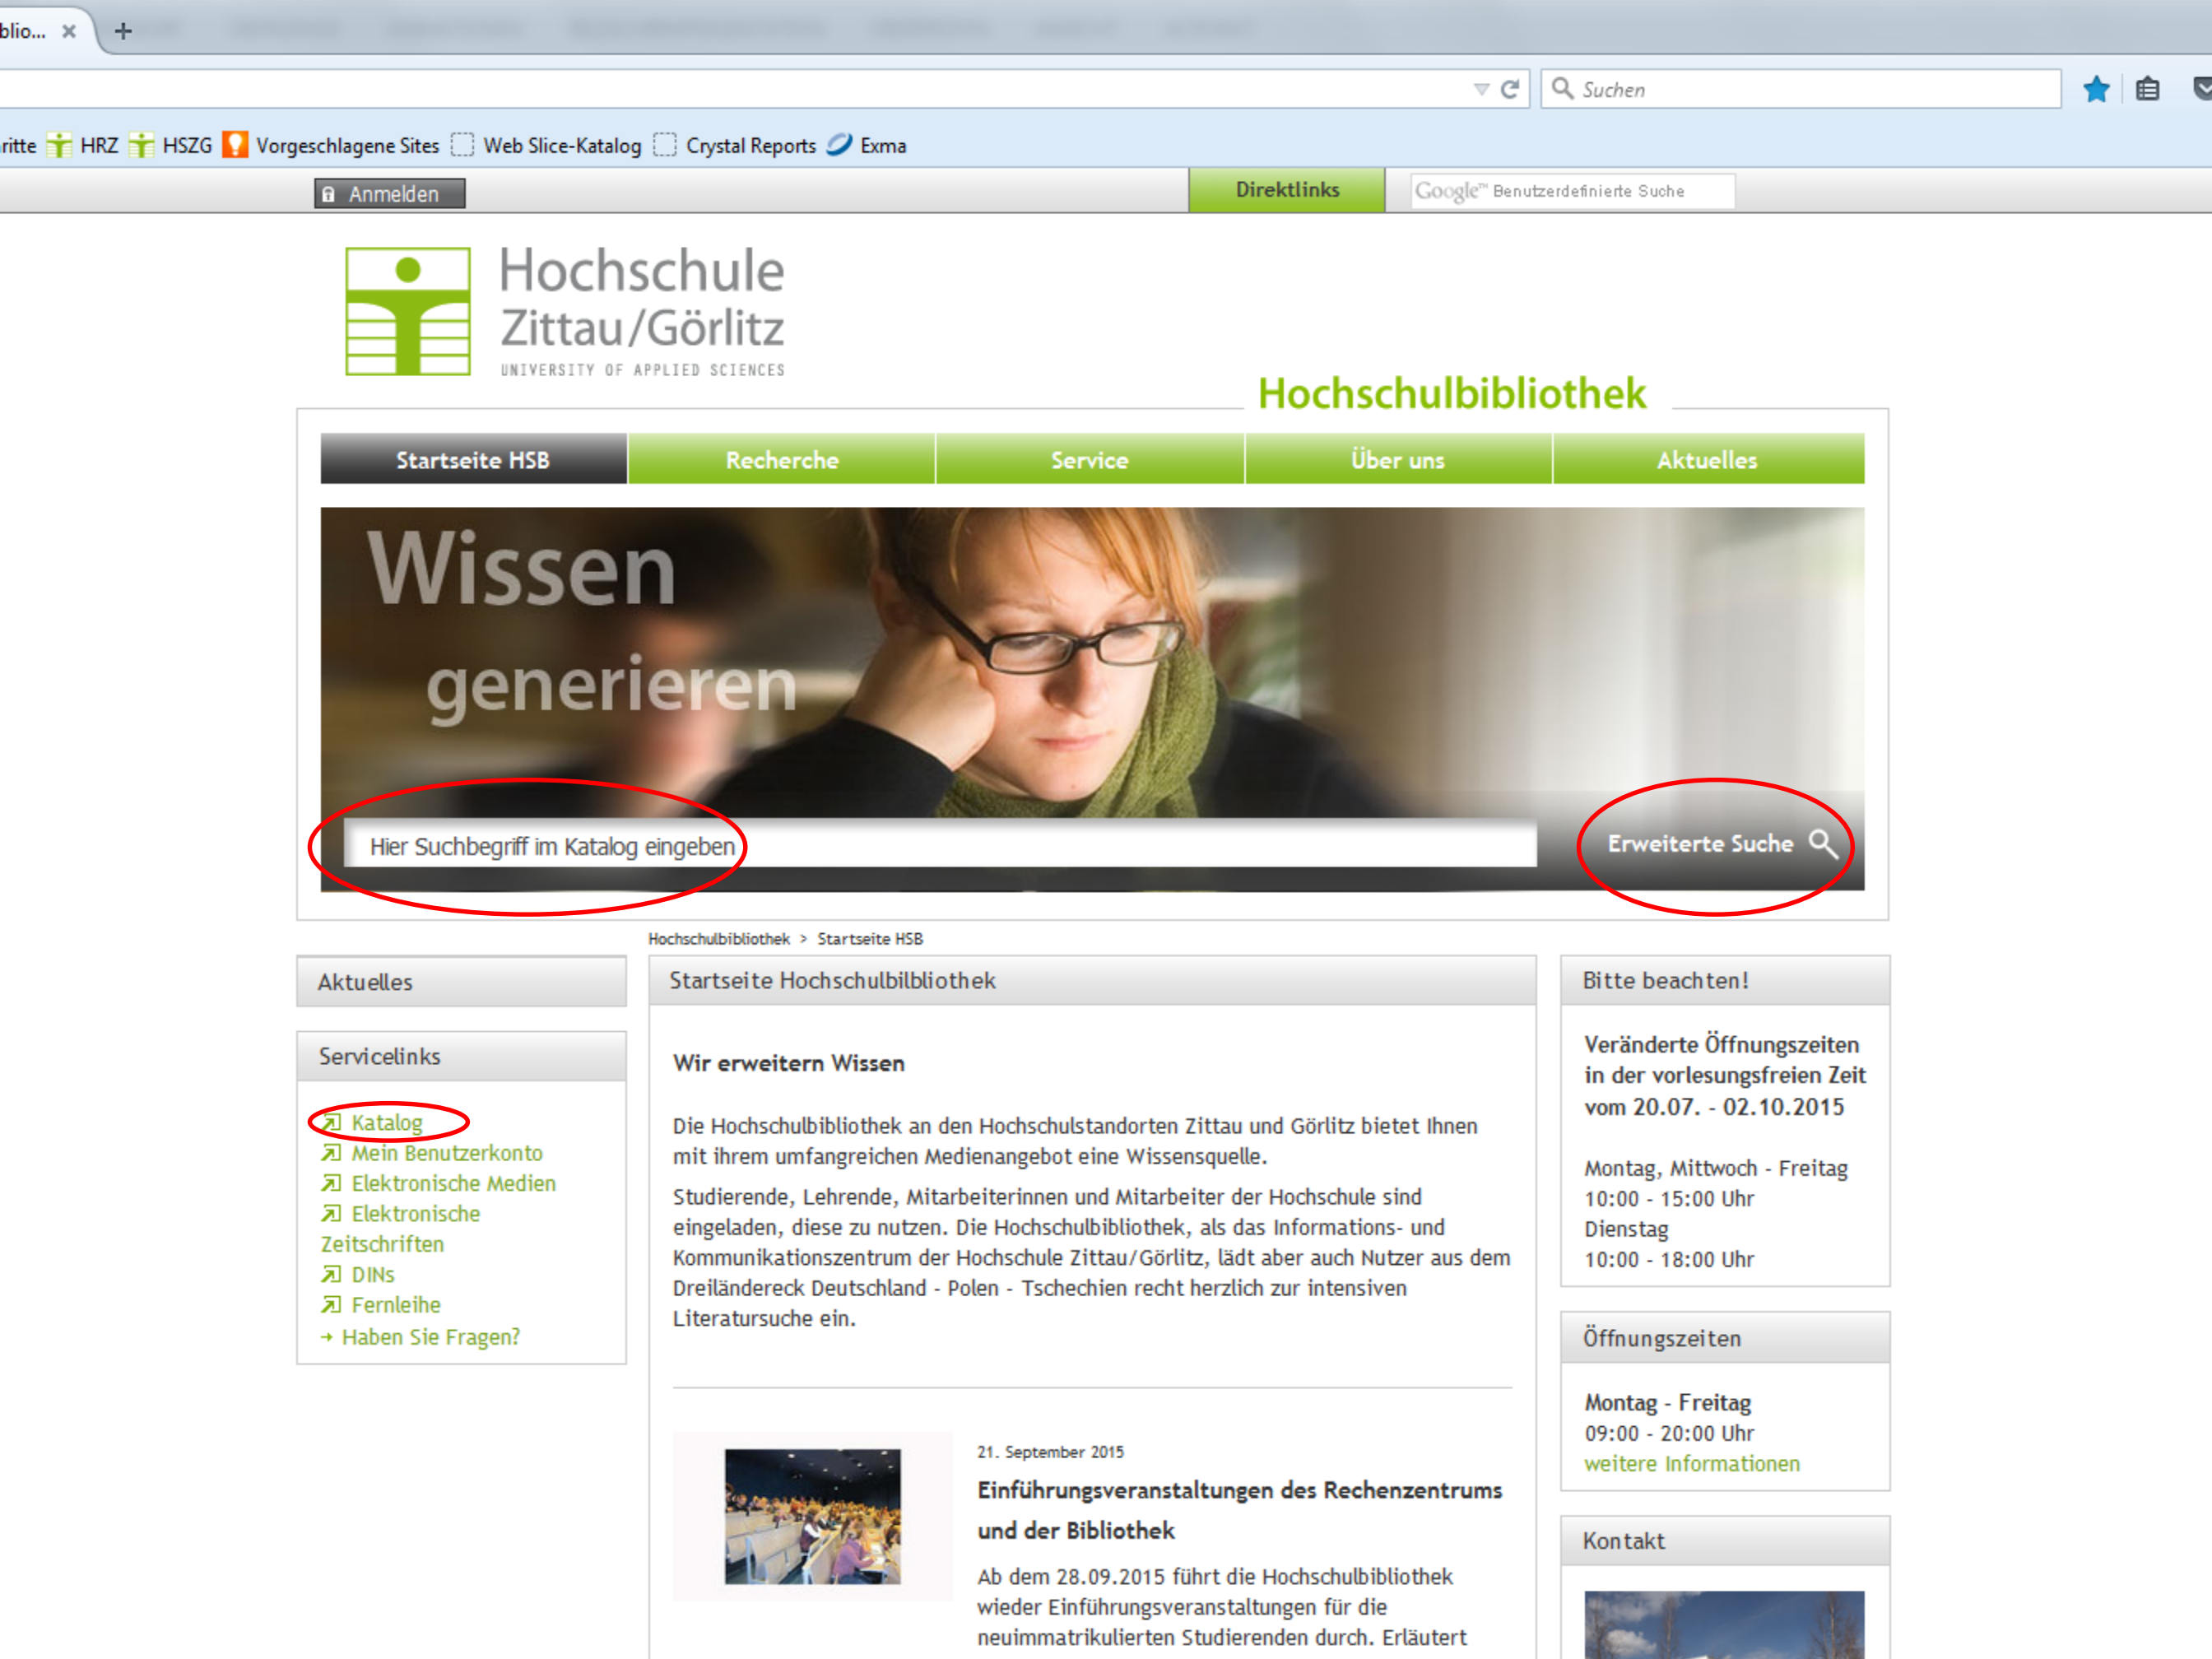 blio...
Suchen
ritte HRZ HSZG Vorgeschlagene Sites Web Slice-Katalog Crystal Reports Exma
Anmelden
Direktlinks
Google™ Benutzerdefinierte Suche
Hochschule
Zittau/Görlitz
UNIVERSITY OF APPLIED SCIENCES
Hochschulbibliothek
Startseite HSB Recherche Service Über uns Aktuelles
Wissen
generieren
Hier Suchbegriff im Katalog eingeben
Erweiterte Suche
Hochschulbibliothek > Startseite HSB
Aktuelles
Servicelinks
Katalog
Mein Benutzerkonto
Elektronische Medien
Elektronische
Zeitschriften
DINs
Fernleihe
Haben Sie Fragen?
Startseite Hochschulbilbliothek
Wir erweitern Wissen
Die Hochschulbibliothek an den Hochschulstandorten Zittau und Görlitz bietet Ihnen
mit ihrem umfangreichen Medienangebot eine Wissensquelle.
Studierende, Lehrende, Mitarbeiterinnen und Mitarbeiter der Hochschule sind
eingeladen, diese zu nutzen. Die Hochschulbibliothek, als das Informations- und
Kommunikationszentrum der Hochschule Zittau/Görlitz, lädt aber auch Nutzer aus dem
Dreiländereck Deutschland - Polen - Tschechien recht herzlich zur intensiven
Literatursuche ein.
21. September 2015
Einführungsveranstaltungen des Rechenzentrums
und der Bibliothek
Ab dem 28.09.2015 führt die Hochschulbibliothek
wieder Einführungsveranstaltungen für die
neuimmatrikulierten Studierenden durch. Erläutert
Bitte beachten!
Veränderte Öffnungszeiten
in der vorlesungsfreien Zeit
vom 20.07. - 02.10.2015
Montag, Mittwoch - Freitag
10:00 - 15:00 Uhr
Dienstag
10:00 - 18:00 Uhr
Öffnungszeiten
Montag - Freitag
09:00 - 20:00 Uhr
weitere Informationen
Kontakt